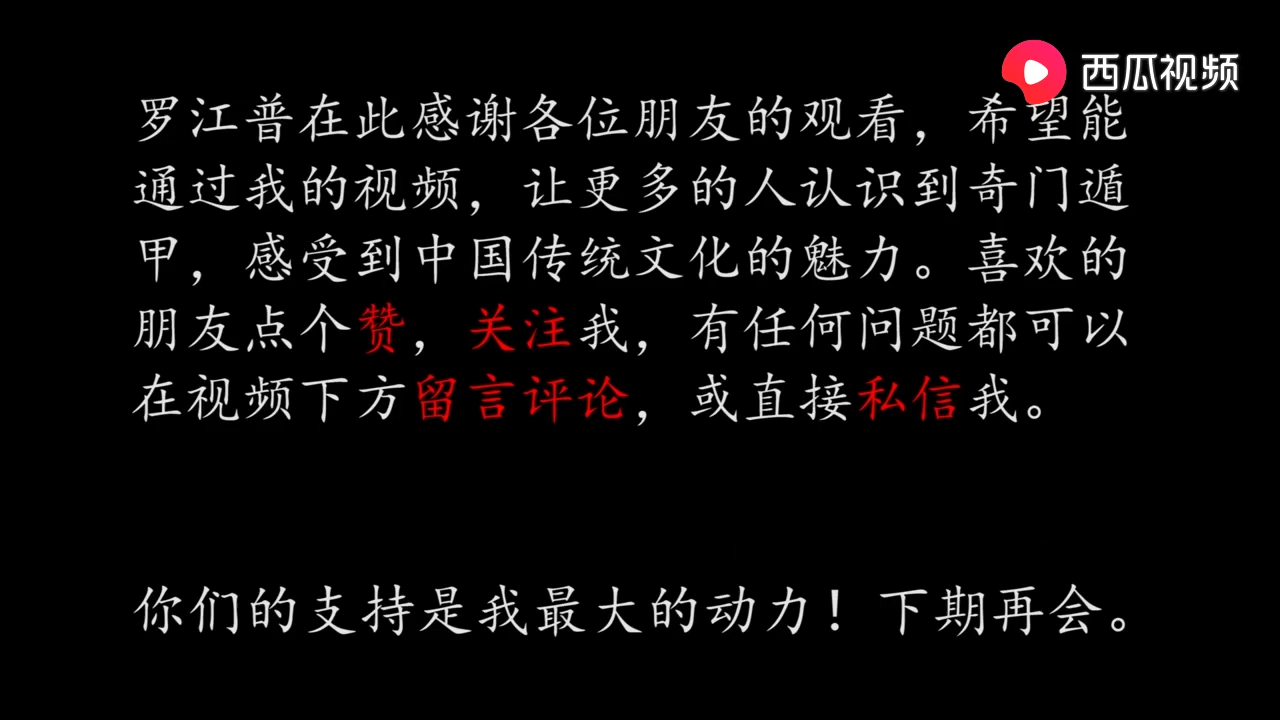 西瓜视频
罗江普在此感谢各位朋友的观看，希望能
通过我的视频，让更多的人认识到奇门遁
甲，感受到中国传统文化的魅力。喜欢的
朋友点个赞，关注我，有任何问题都可以
在视频下方留言评论，或直接私信我。
你们的支持是我最大的动力！下期再会。